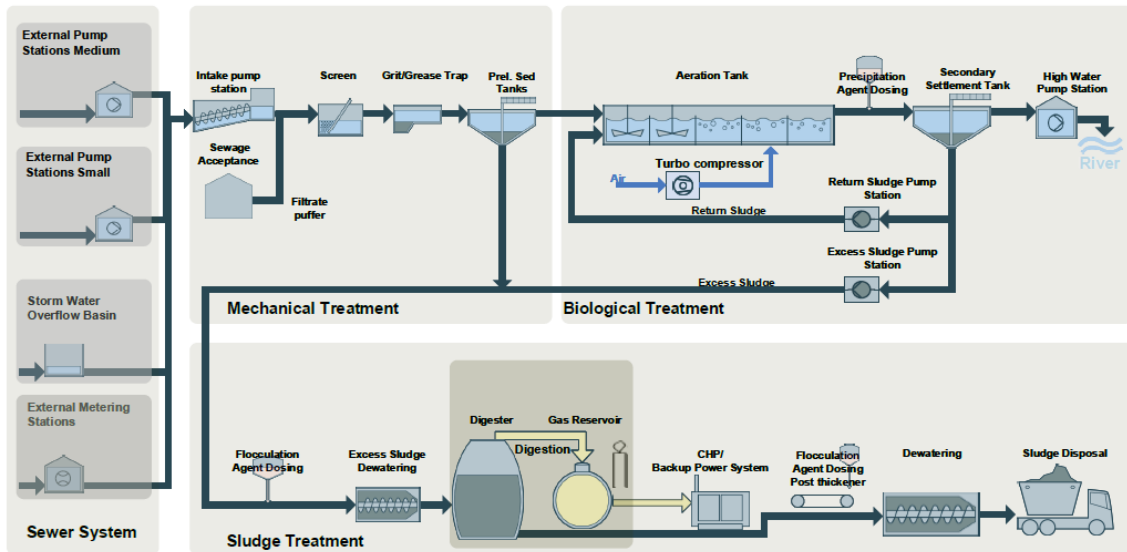 External Pump
Stations Medium
External Pump
Stations Small
Storm Water
Overflow Basin
External Metering
Stations
Sewer System
Intake pump
station
Screen
Grit/Grease Trap
Prel. Sed
Tanks
Sewage
Acceptance
Filtrate
puffer
Mechanical Treatment
Aeration Tank
Precipitation
Agent Dosing
Secondary
Settlement Tank
High Water
Pump Station
River
Air
Turbo compressor
Return Sludge Pump
Station
Return Sludge
Excess Sludge Pump
Station
Excess Sludge
Biological Treatment
Flocculation
Agent Dosing
Excess Sludge
Dewatering
Digester
Gas Reservoir
Digestion
CHP/
Backup Power System
Flocculation
Agent Dosing
Post thickener
Dewatering
Sludge Disposal
Sludge Treatment